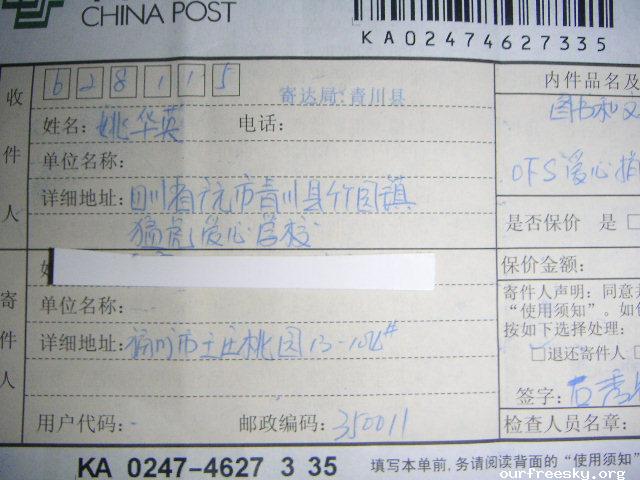 CHINA POST
KA02474627335
收件人
628115
寄达局:青川县
姓名: 姚华英 电话:
单位名称:
详细地址: 四川省广元市青川县竹园镇
猛虎爱心学校
寄件人
单位名称:
详细地址: 福州市王庄桃园13-106#
用户代码: 邮政编码: 350011
内件品名及
图书和文
OFS爱心捐
是否保价 是
保价金额:
寄件人声明: 同意并
“使用须知”。如
按如下选择处理:
□退还寄件人
签字:
检查人员名章:
KA 0247-4627 3 35 填写本单前, 务请阅读背面的“使用须知”
ourfreesky.org